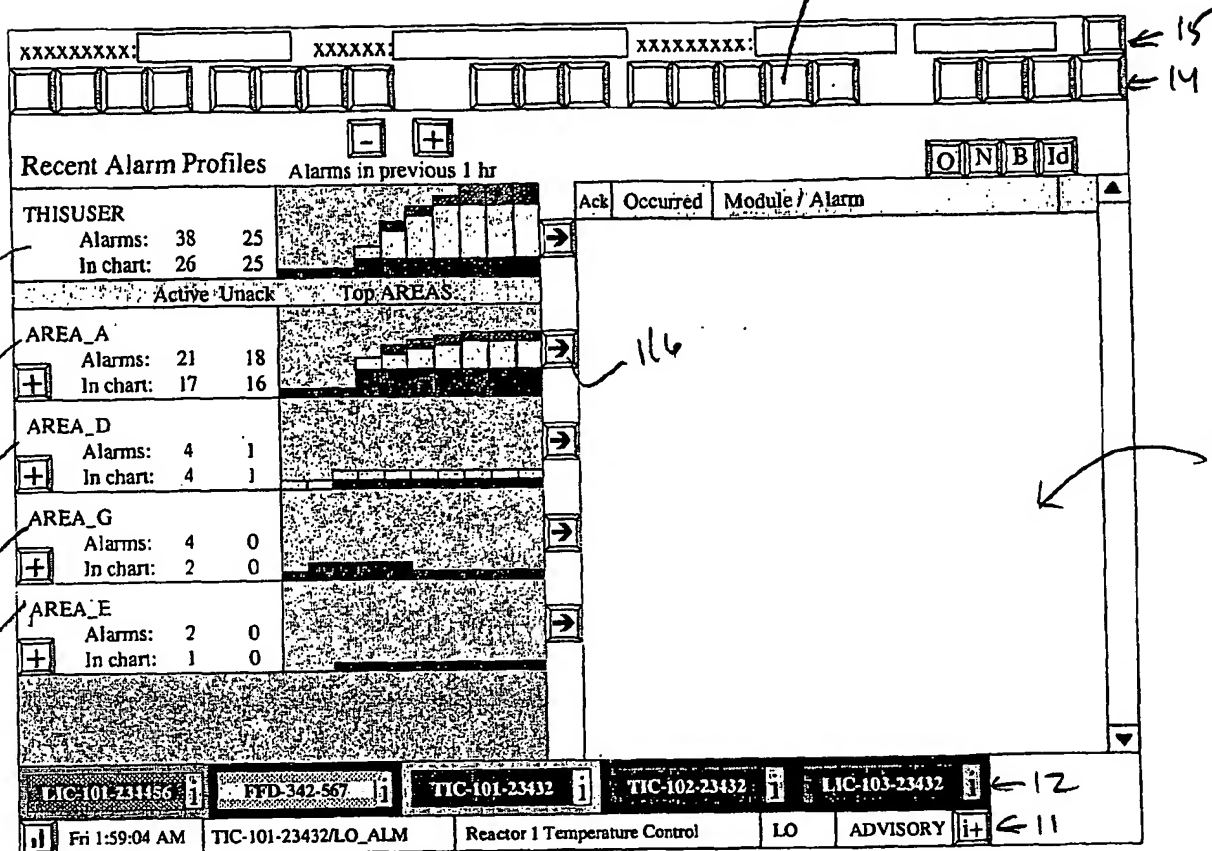 xxxxxxxxx: xxxxxx: xxxxxxxxx: 15
14
- +
Recent Alarm Profiles Alarms in previous 1 hr O N B Id
Ack Occurred Module / Alarm
THISUSER
Alarms: 38 25
In chart: 26 25
Active Unack Top AREAS
AREA_A
Alarms: 21 18
+ In chart: 17 16
116
AREA_D
Alarms: 4 1
+ In chart: 4 1
AREA_G
Alarms: 4 0
+ In chart: 2 0
AREA_E
Alarms: 2 0
+ In chart: 1 0
FFD-342-567 i TIC-101-23432 i TIC-102-23432 i LIC-103-23432 i 12
Fri 1:59:04 AM TIC-101-23432/LO_ALM Reactor 1 Temperature Control LO ADVISORY i+ 11